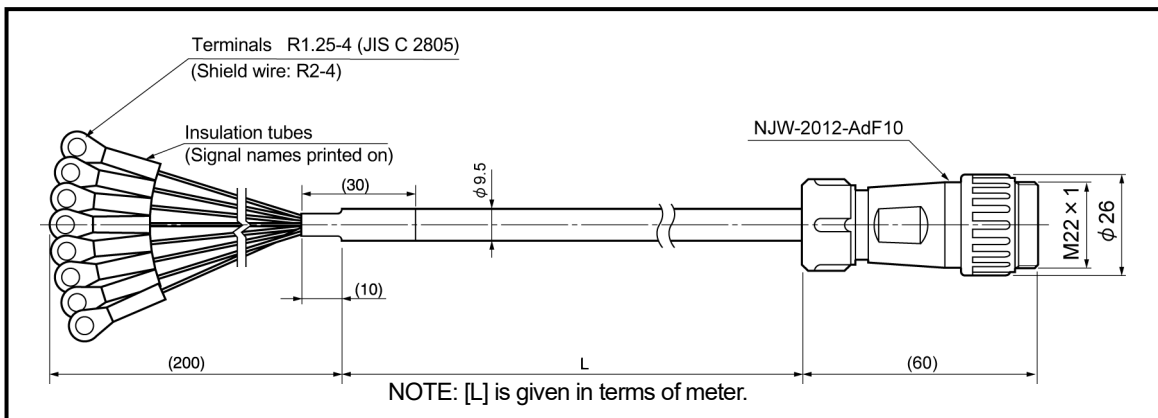 Terminals R1.25-4 (JIS C 2805)
(Shield wire: R2-4)
Insulation tubes
(Signal names printed on)
NJW-2012-AdF10
(30)
φ9.5
M22×1
φ26
(10)
(200)
L
(60)
NOTE: [L] is given in terms of meter.